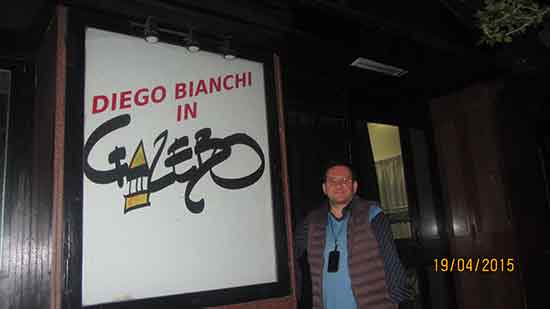 DIEGO BIANCHI
IN
GAZEBO
19/04/2015